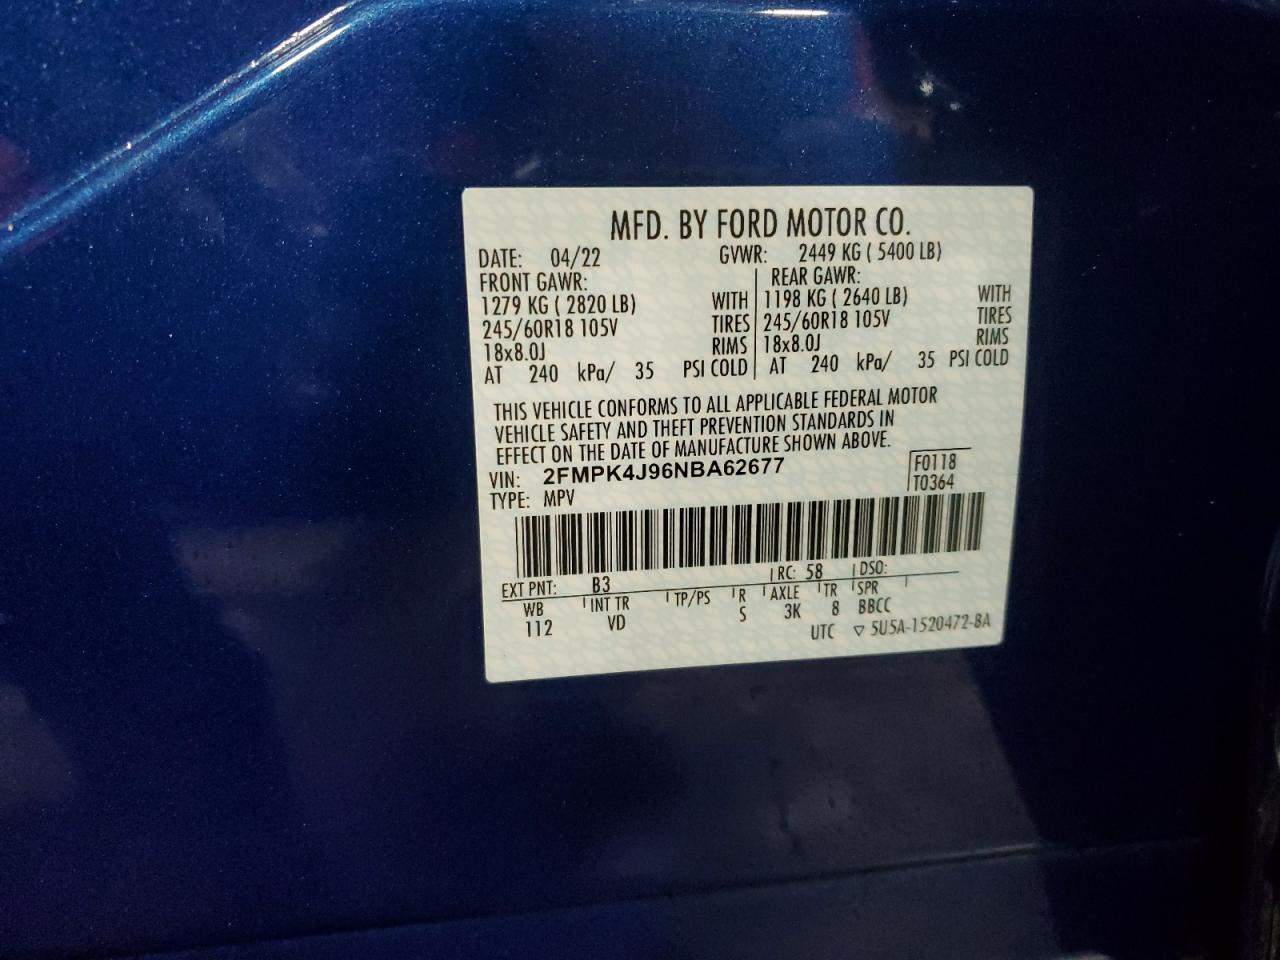 MFD. BY FORD MOTOR CO.
DATE: 04/22 GVWR: 2449 KG ( 5400 LB)
FRONT GAWR: REAR GAWR:
1279 KG ( 2820 LB) WITH 1198 KG ( 2640 LB) WITH
245/60R18 105V TIRES 245/60R18 105V TIRES
18x8.0J RIMS 18x8.0J RIMS
AT 240 kPa/ 35 PSI COLD AT 240 kPa/ 35 PSI COLD
THIS VEHICLE CONFORMS TO ALL APPLICABLE FEDERAL MOTOR
VEHICLE SAFETY AND THEFT PREVENTION STANDARDS IN
EFFECT ON THE DATE OF MANUFACTURE SHOWN ABOVE.
VIN: 2FMPK4J96NBA62677 F0118
TYPE: MPV T0364
EXT PNT: B3 RC: 58 DSO:
WB INT TR TP/PS R AXLE TR SPR
112 VD S 3K 8 BBCC
UTC ▽ 5U5A-1520472-BA